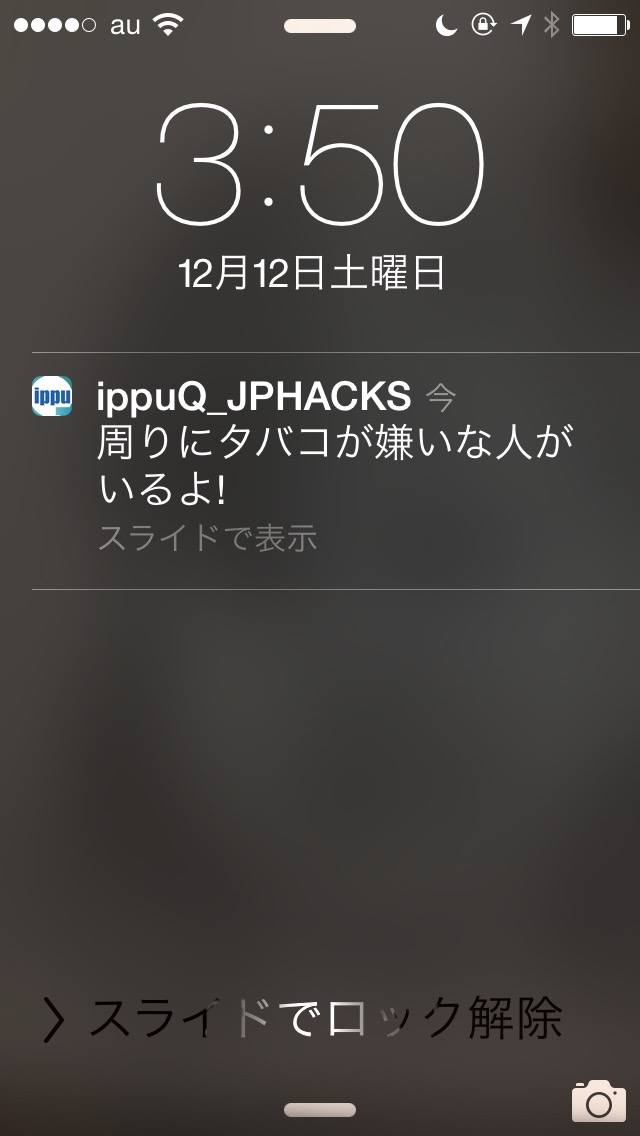 au
3:50
12月12日土曜日
ippu
ippuQ_JPHACKS 今
周りにタバコが嫌いな人が
いるよ!
スライドで表示
スライドでロック解除